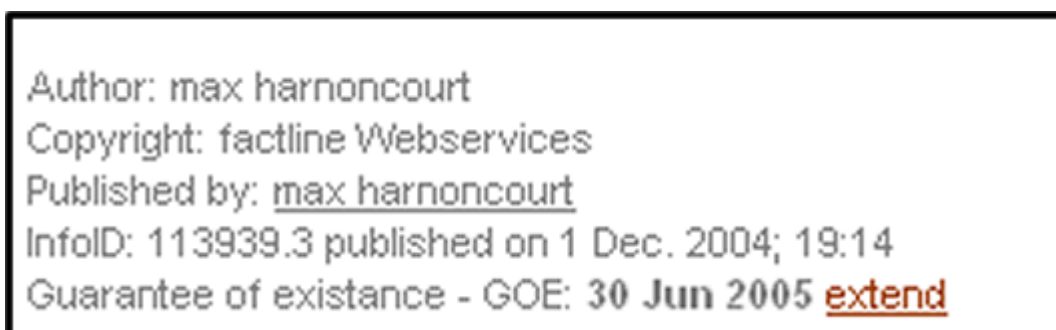 Author: max harnoncourt
Copyright: factline Webservices
Published by: max harnoncourt
InfoID: 113939.3 published on 1 Dec. 2004; 19:14
Guarantee of existance - GOE: 30 Jun 2005 extend